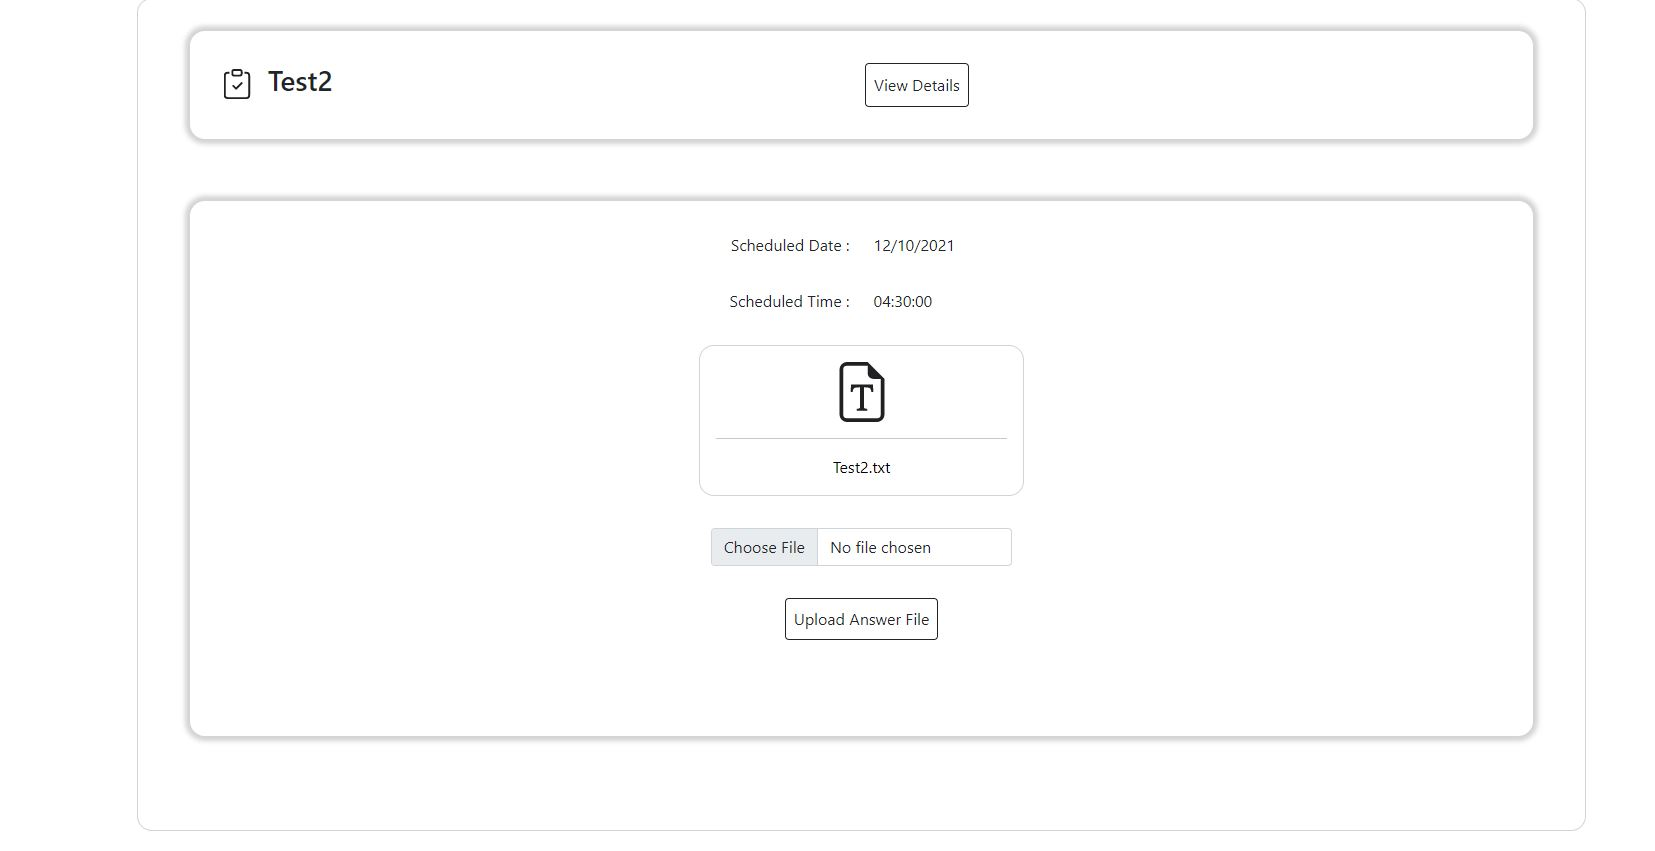 Test2
View Details
Scheduled Date : 12/10/2021
Scheduled Time : 04:30:00
T
Test2.txt
Choose File No file chosen
Upload Answer File